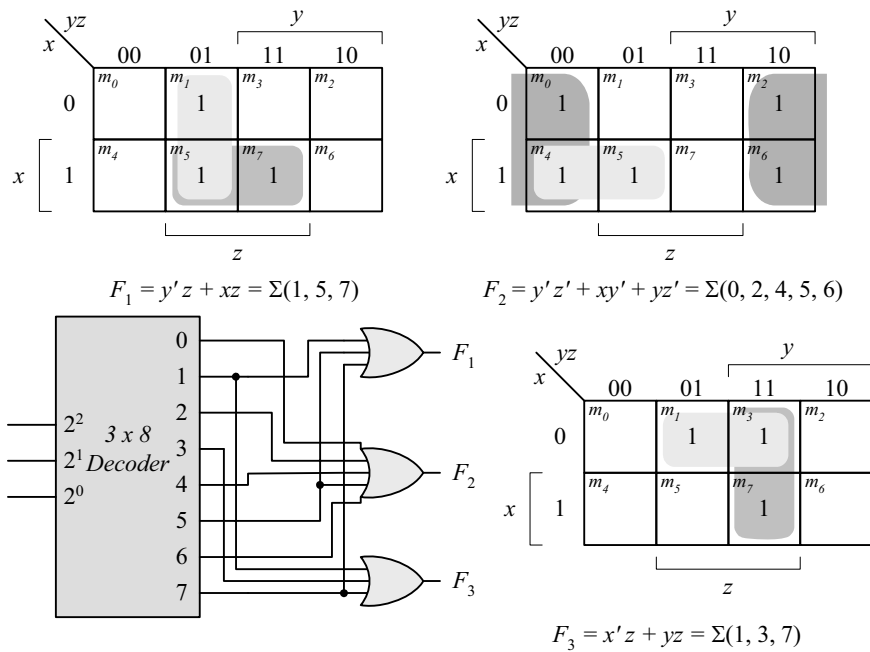 yz y yz y
x 00 01 11 10 x 00 01 11 10
m0 m1 m3 m2 m0 m1 m3 m2
0 1 0 1 1
m4 m5 m7 m6 m4 m5 m7 m6
x 1 1 1 x 1 1 1 1
z z
F1 = y′z + xz = Σ(1, 5, 7) F2 = y′z′ + xy′ + yz′ = Σ(0, 2, 4, 5, 6)
0
1
2
3
4
5
6
7
2² 3 x 8
2¹ Decoder
2⁰
F1
F2
F3
yz y
x 00 01 11 10
m0 m1 m3 m2
0 1 1
m4 m5 m7 m6
x 1 1
z
F3 = x′z + yz = Σ(1, 3, 7)